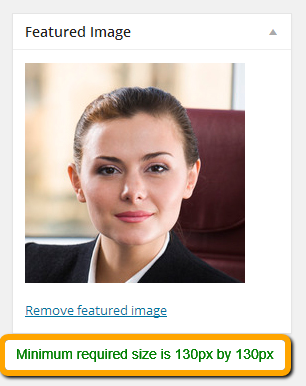 Featured Image
Remove featured image
Minimum required size is 130px by 130px